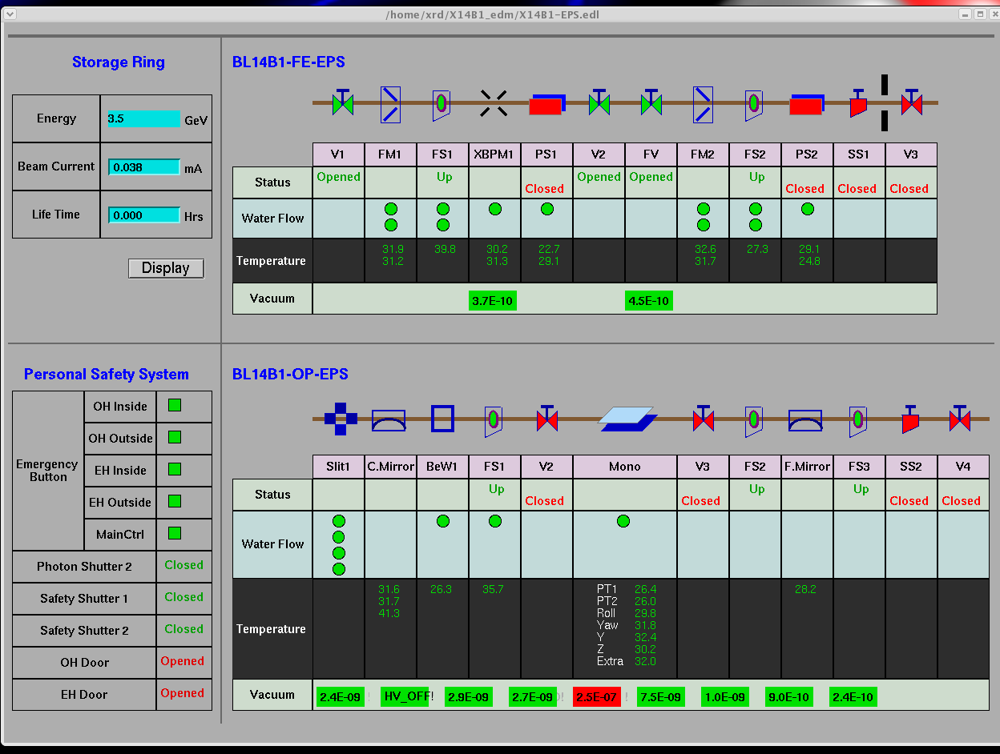 /home/xrd/X14B1_edm/X14B1-EPS.edl
Storage Ring
Energy 3.5 GeV
Beam Current 0.038 mA
Life Time 0.000 Hrs
Display
BL14B1-FE-EPS
V1 FM1 FS1 XBPM1 PS1 V2 FV FM2 FS2 PS2 SS1 V3
Status Opened Up Opened Opened Up
Closed Closed Closed Closed
Water Flow
31.9 39.8 30.2 22.7 32.6 27.3 29.1
Temperature 31.2 31.3 29.1 31.7 24.8
Vacuum 3.7E-10 4.5E-10
Personal Safety System
Emergency Button
OH Inside
OH Outside
EH Inside
EH Outside
MainCtrl
Photon Shutter 2 Closed
Safety Shutter 1 Closed
Safety Shutter 2 Closed
OH Door Opened
EH Door Opened
BL14B1-OP-EPS
Slit1 C.Mirror BeW1 FS1 V2 Mono V3 FS2 F.Mirror FS3 SS2 V4
Status Up Up Up
Closed Closed Closed Closed
Water Flow
Temperature
31.6 26.3 35.7 PT1 26.4 28.2
31.7 PT2 26.0
41.3 Roll 29.8
Yaw 31.8
Y 32.4
Z 30.2
Extra 32.0
Vacuum 2.4E-09 ! HV_OFF! 2.9E-09 2.7E-09 ! 2.5E-07 ! 7.5E-09 1.0E-09 9.0E-10 2.4E-10